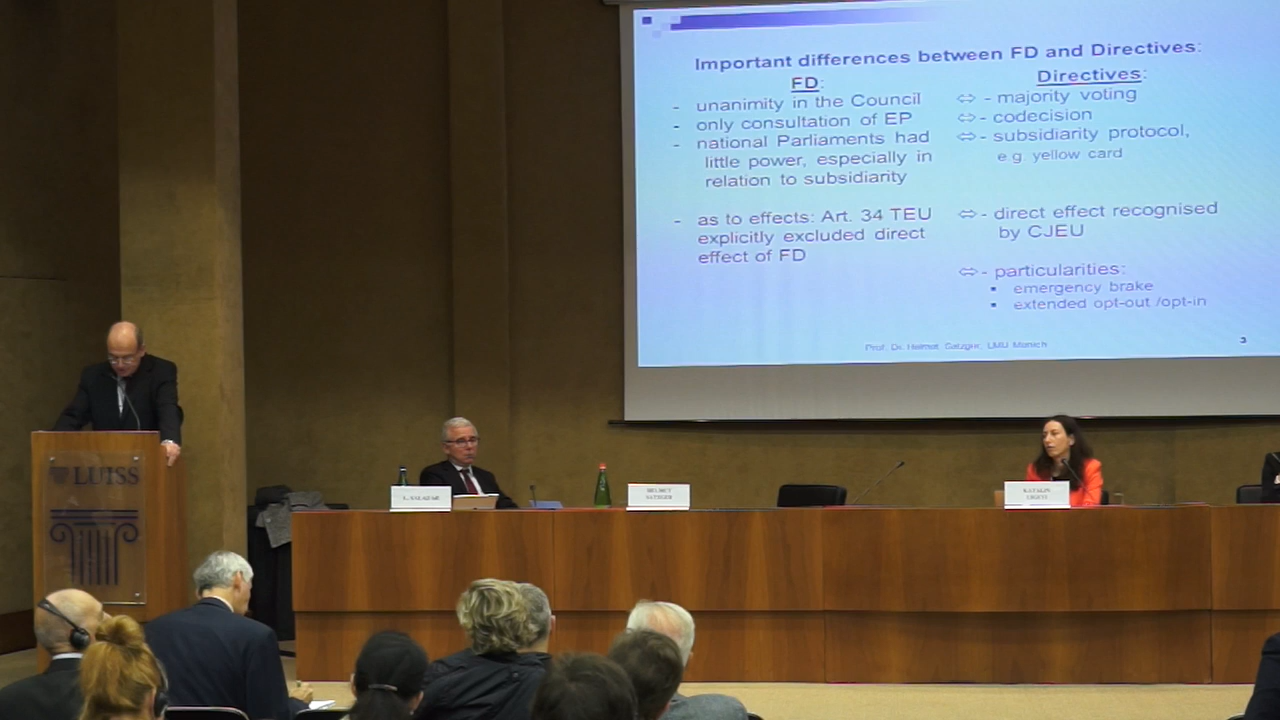 Important differences between FD and Directives:
FD:
- unanimity in the Council
- only consultation of EP
- national Parliaments had
little power, especially in
relation to subsidiarity
- as to effects: Art. 34 TEU
explicitly excluded direct
effect of FD
Directives:
⇔ - majority voting
⇔ - codecision
⇔ - subsidiarity protocol,
e.g. yellow card
⇔ - direct effect recognised
by CJEU
⇔ - particularities:
▪ emergency brake
▪ extended opt-out /opt-in
Prof. Dr. Helmut Satzger, LMU Munich
3
LUISS
L. SALAZAR
HELMUT
SATZGER
KATALIN
LIGETI